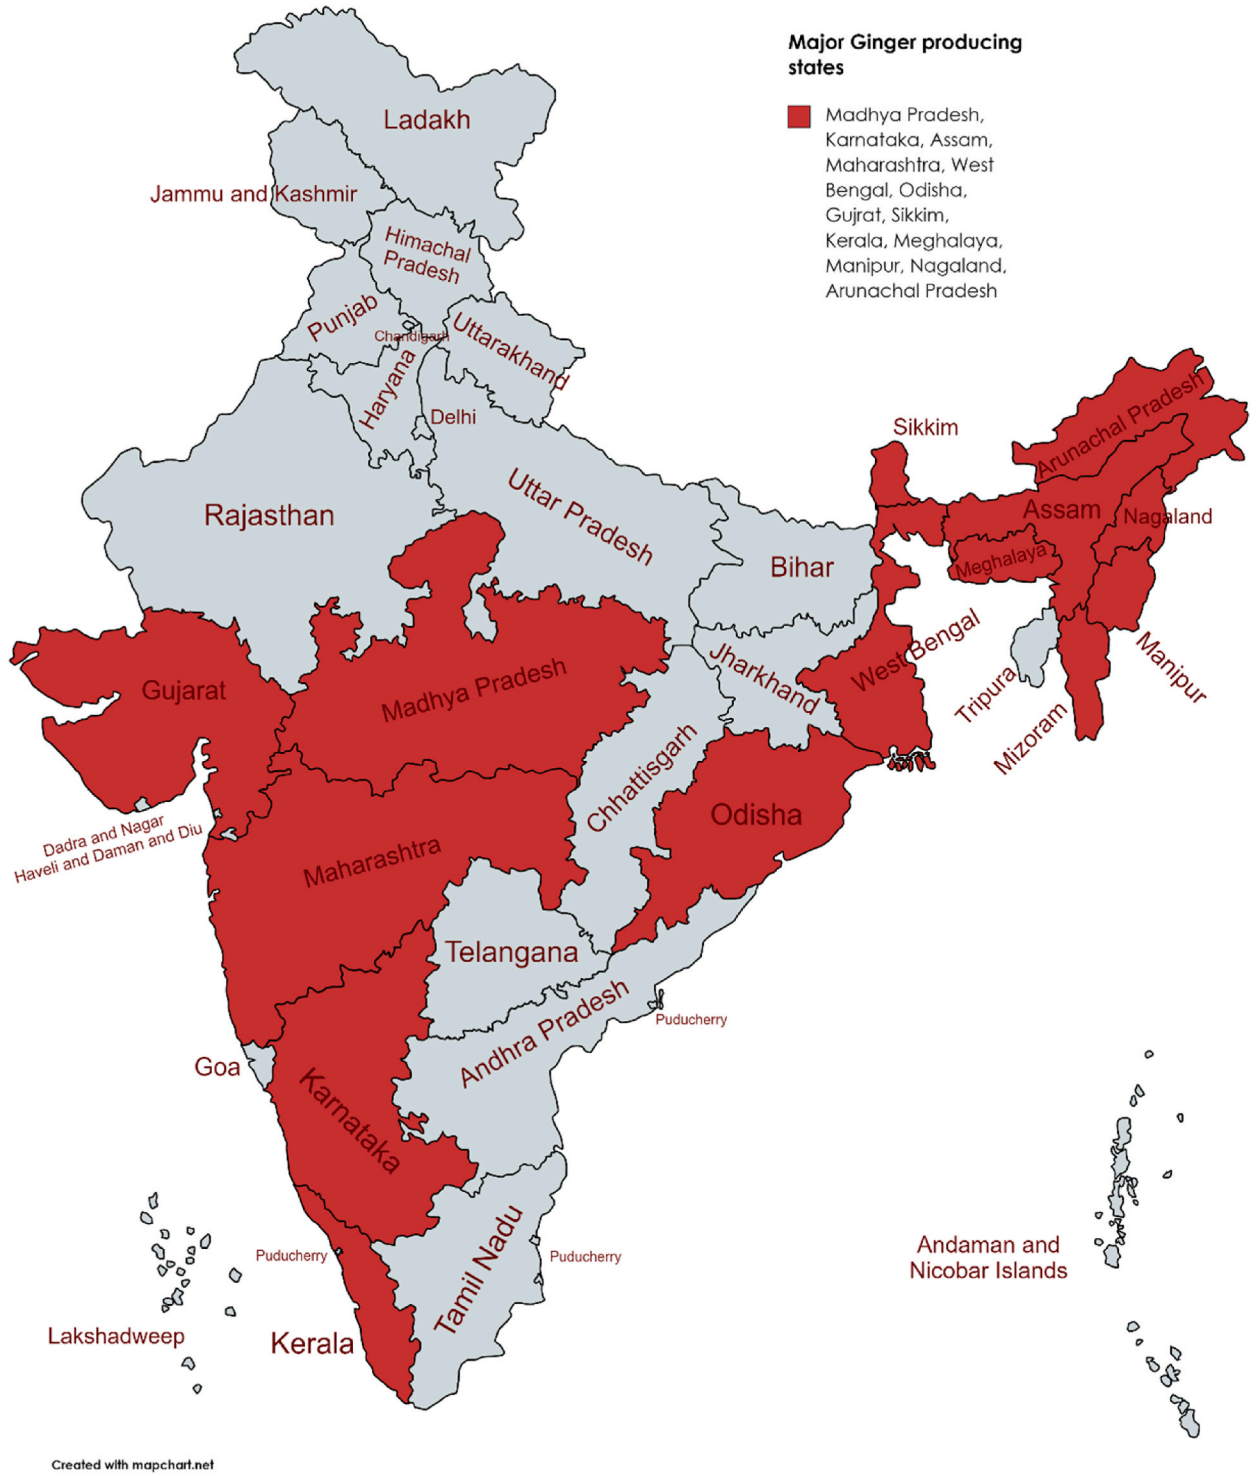 Major Ginger producing
states
Madhya Pradesh,
Karnataka, Assam,
Maharashtra, West
Bengal, Odisha,
Gujrat, Sikkim,
Kerala, Meghalaya,
Manipur, Nagaland,
Arunachal Pradesh
Ladakh
Jammu and Kashmir
Himachal
Pradesh
Punjab
Chandigarh
Uttarakhand
Haryana
Delhi
Sikkim
Arunachal Pradesh
Rajasthan
Uttar Pradesh
Assam
Nagaland
Bihar
Meghalaya
West Bengal
Jharkhand
Manipur
Tripura
Mizoram
Gujarat
Madhya Pradesh
Chhattisgarh
Odisha
Dadra and Nagar
Haveli and Daman and Diu
Maharashtra
Telangana
Andhra Pradesh
Puducherry
Goa
Karnataka
Tamil Nadu
Puducherry
Puducherry
Andaman and
Nicobar Islands
Lakshadweep
Kerala
Created with mapchart.net